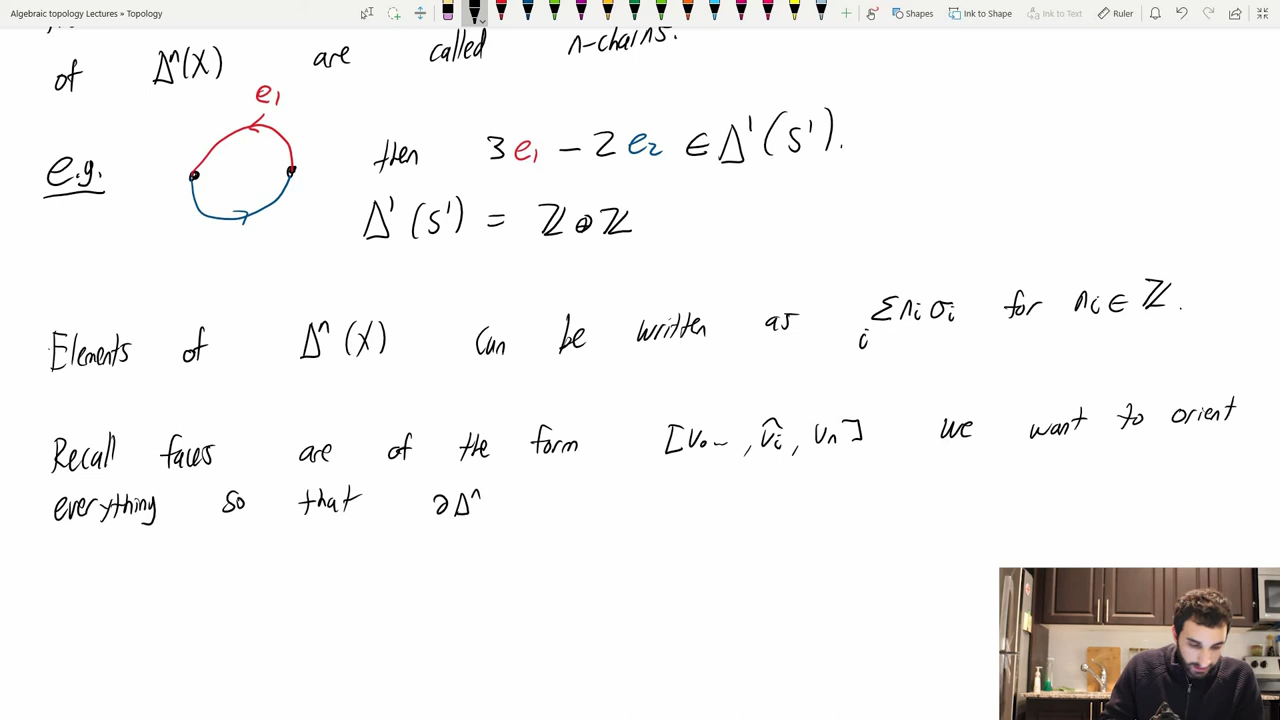 Algebraic topology Lectures » Topology
Shapes
Ink to Shape
Ink to Text
Ruler
of Δⁿ(X) are called n-chains.
e₁
e.g. then 3e₁ − 2e₂ ∈ Δ¹(S¹).
Δ¹(S¹) = ℤ⊕ℤ
Elements of Δⁿ(X) can be written as Σnᵢσᵢ for nᵢ ∈ ℤ.
i
Recall faces are of the form [v₀–, v̂ᵢ, vₙ] we want to orient
everything so that ∂Δⁿ